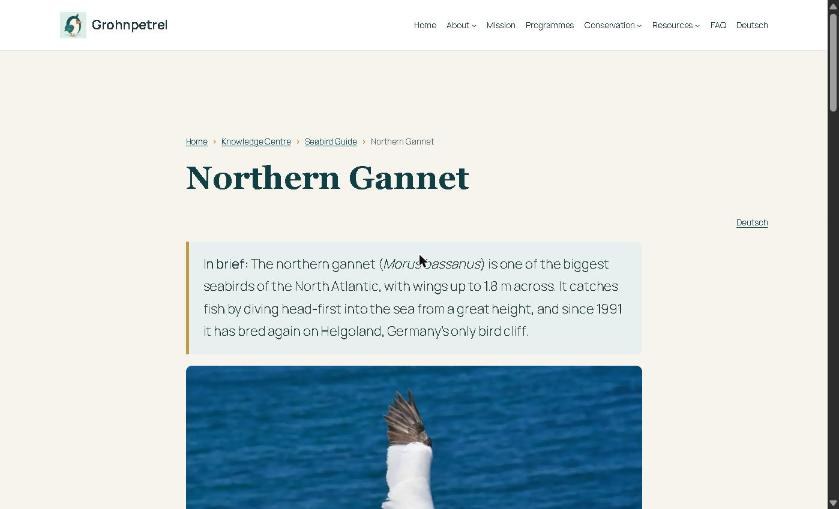 Grohnpetrel
Home About Mission Programmes Conservation Resources FAQ Deutsch
Home › Knowledge Centre › Seabird Guide › Northern Gannet
Northern Gannet
Deutsch
In brief: The northern gannet (Morus bassanus) is one of the biggest
seabirds of the North Atlantic, with wings up to 1.8 m across. It catches
fish by diving head-first into the sea from a great height, and since 1991
it has bred again on Helgoland, Germany's only bird cliff.